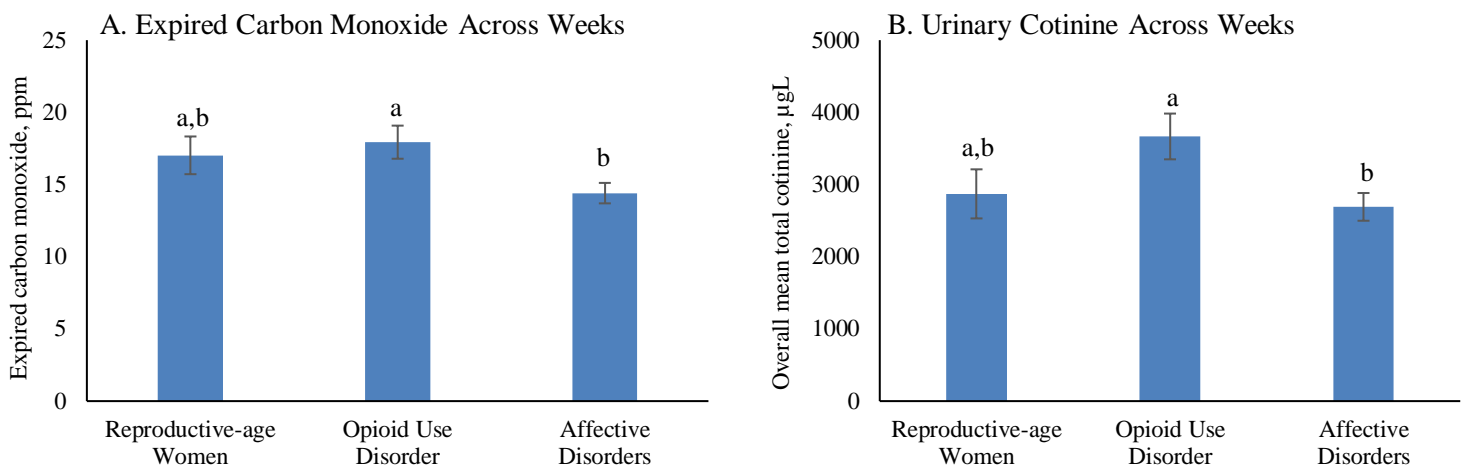 A. Expired Carbon Monoxide Across Weeks
Expired carbon monoxide, ppm
25
20
15
10
5
0
a,b
a
b
Reproductive-age
Women
Opioid Use
Disorder
Affective
Disorders
B. Urinary Cotinine Across Weeks
Overall mean total cotinine, µgL
5000
4000
3000
2000
1000
0
a,b
a
b
Reproductive-age
Women
Opioid Use
Disorder
Affective
Disorders